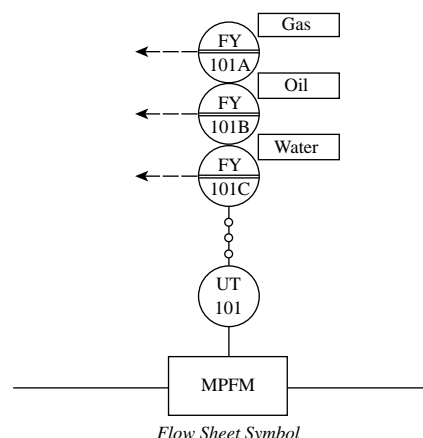 Gas
FY
101A
Oil
FY
101B
Water
FY
101C
UT
101
MPFM
Flow Sheet Symbol